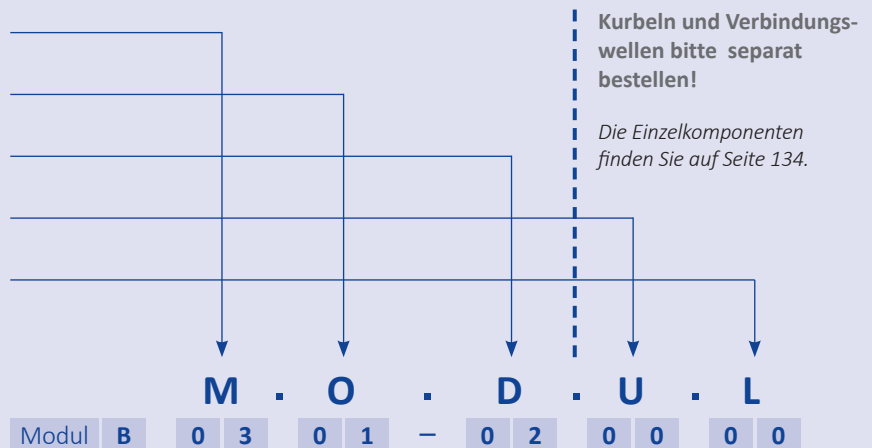 Kurbeln und Verbindungs-
wellen bitte separat
bestellen!
Die Einzelkomponenten
finden Sie auf Seite 134.
M . O . D . U . L
Modul B 0 3 0 1 – 0 2 0 0 0 0